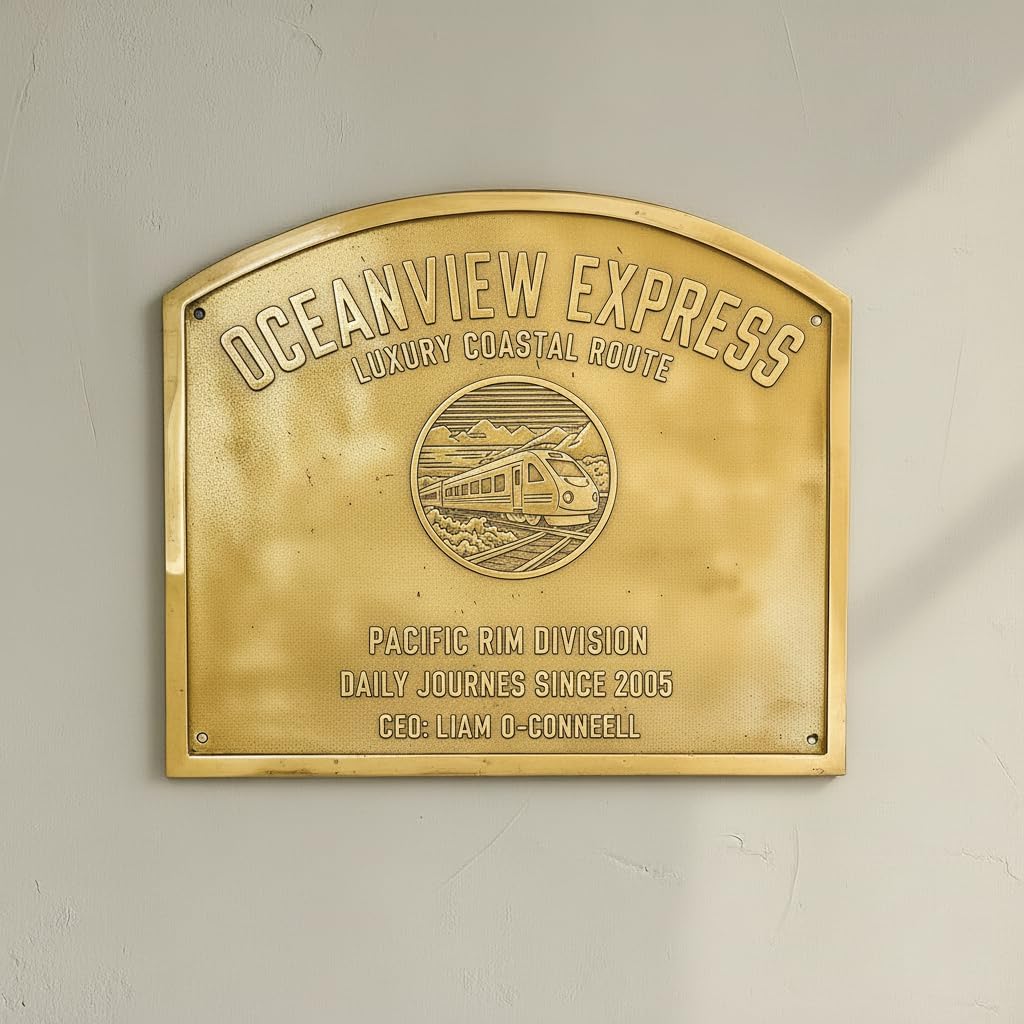 OCEANVIEW EXPRESS
LUXURY COASTAL ROUTE
PACIFIC RIM DIVISION
DAILY JOURNES SINCE 2005
CEO: LIAM O-CONNEELL